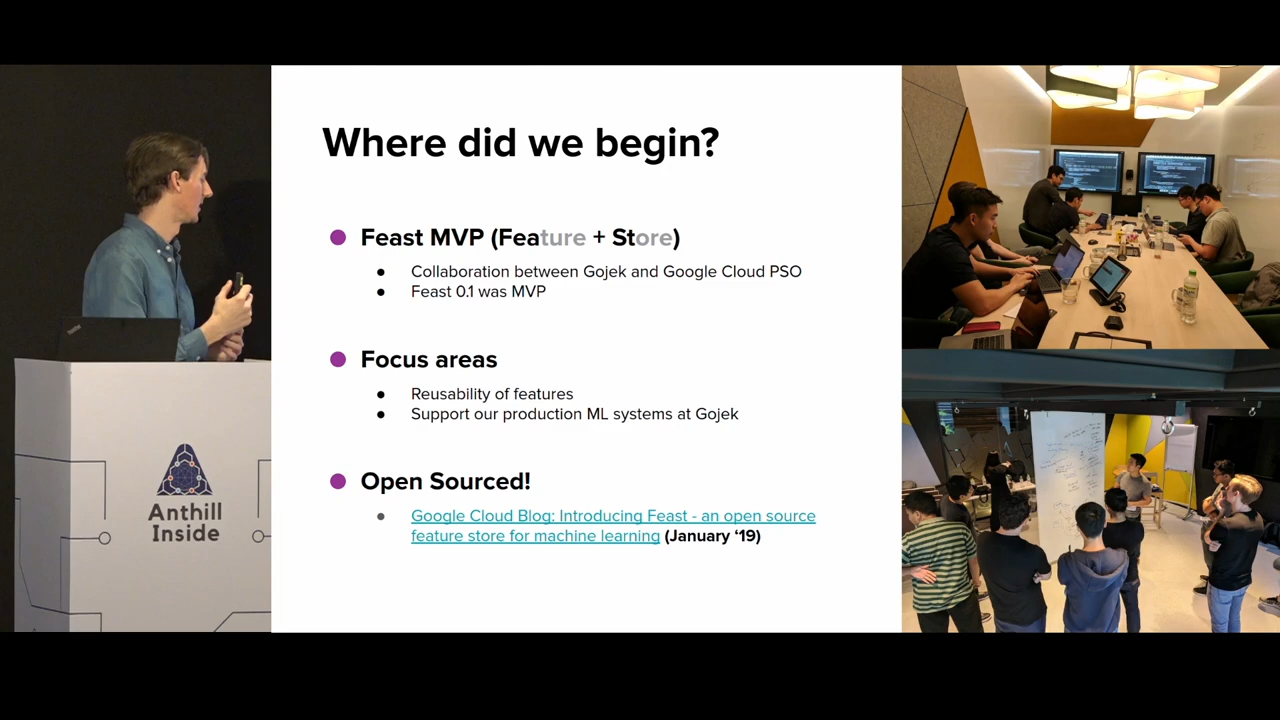 Where did we begin?
Feast MVP (Feature + Store)
Collaboration between Gojek and Google Cloud PSO
Feast 0.1 was MVP
Focus areas
Reusability of features
Support our production ML systems at Gojek
Open Sourced!
Google Cloud Blog: Introducing Feast - an open source
feature store for machine learning (January ‘19)
Anthill
Inside